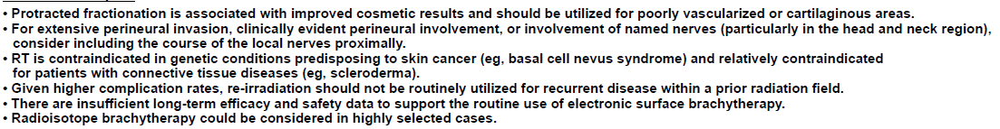 • Protracted fractionation is associated with improved cosmetic results and should be utilized for poorly vascularized or cartilaginous areas.
• For extensive perineural invasion, clinically evident perineural involvement, or involvement of named nerves (particularly in the head and neck region),
consider including the course of the local nerves proximally.
• RT is contraindicated in genetic conditions predisposing to skin cancer (eg, basal cell nevus syndrome) and relatively contraindicated
for patients with connective tissue diseases (eg, scleroderma).
• Given higher complication rates, re-irradiation should not be routinely utilized for recurrent disease within a prior radiation field.
• There are insufficient long-term efficacy and safety data to support the routine use of electronic surface brachytherapy.
• Radioisotope brachytherapy could be considered in highly selected cases.